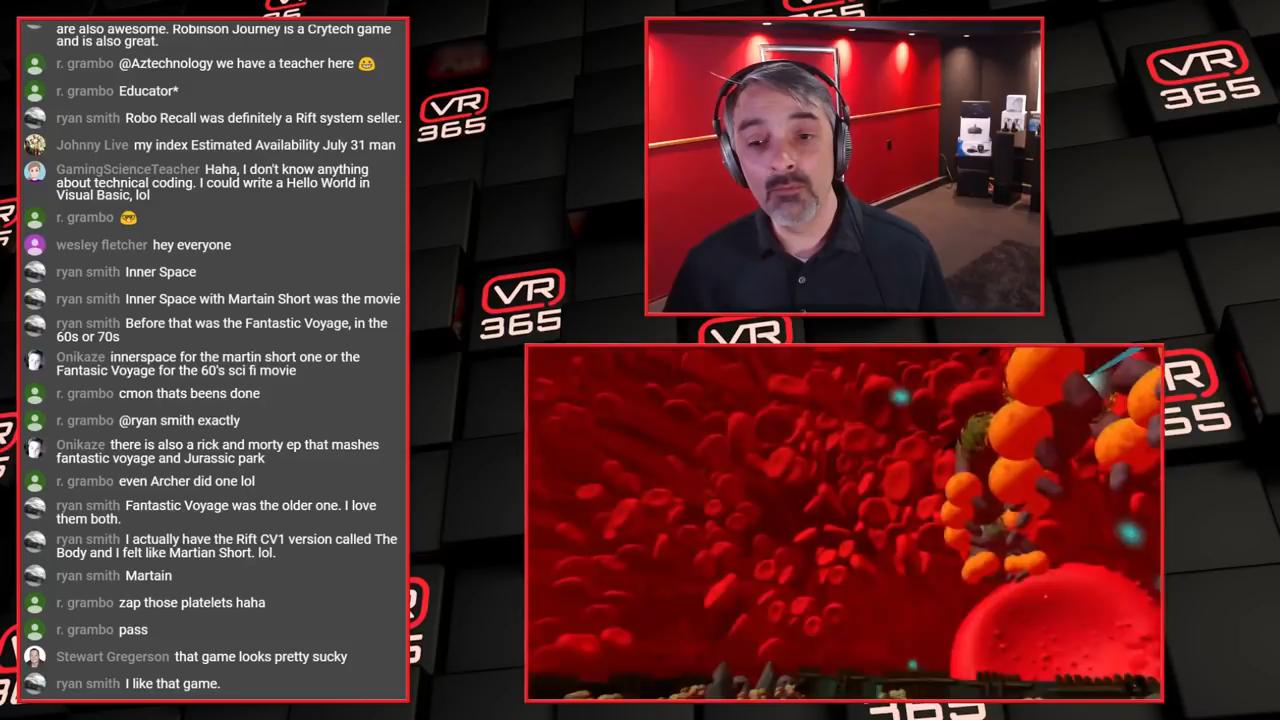 are also awesome. Robinson Journey is a Crytech game
and is also great.
r. grambo @Aztechnology we have a teacher here 😀
r. grambo Educator*
ryan smith Robo Recall was definitely a Rift system seller.
Johnny Live my index Estimated Availability July 31 man
GamingScienceTeacher Haha, I don't know anything
about technical coding. I could write a Hello World in
Visual Basic, lol
r. grambo 🤓
wesley fletcher hey everyone
ryan smith Inner Space
ryan smith Inner Space with Martain Short was the movie
ryan smith Before that was the Fantastic Voyage, in the
60s or 70s
Onikaze innerspace for the martin short one or the
Fantasic Voyage for the 60's sci fi movie
r. grambo cmon thats beens done
r. grambo @ryan smith exactly
Onikaze there is also a rick and morty ep that mashes
fantastic voyage and Jurassic park
r. grambo even Archer did one lol
ryan smith Fantastic Voyage was the older one. I love
them both.
ryan smith I actually have the Rift CV1 version called The
Body and I felt like Martian Short. lol.
ryan smith Martain
r. grambo zap those platelets haha
r. grambo pass
Stewart Gregerson that game looks pretty sucky
ryan smith I like that game.
VR
365
VR
365
VR
365
VR
R
65
365